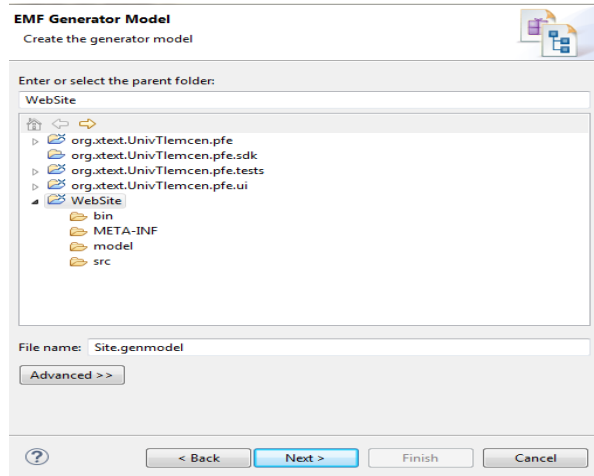 EMF Generator Model
Create the generator model
Enter or select the parent folder:
WebSite
org.xtext.UnivTlemcen.pfe
org.xtext.UnivTlemcen.pfe.sdk
org.xtext.UnivTlemcen.pfe.tests
org.xtext.UnivTlemcen.pfe.ui
WebSite
bin
META-INF
model
src
File name: Site.genmodel
Advanced >>
? < Back Next > Finish Cancel